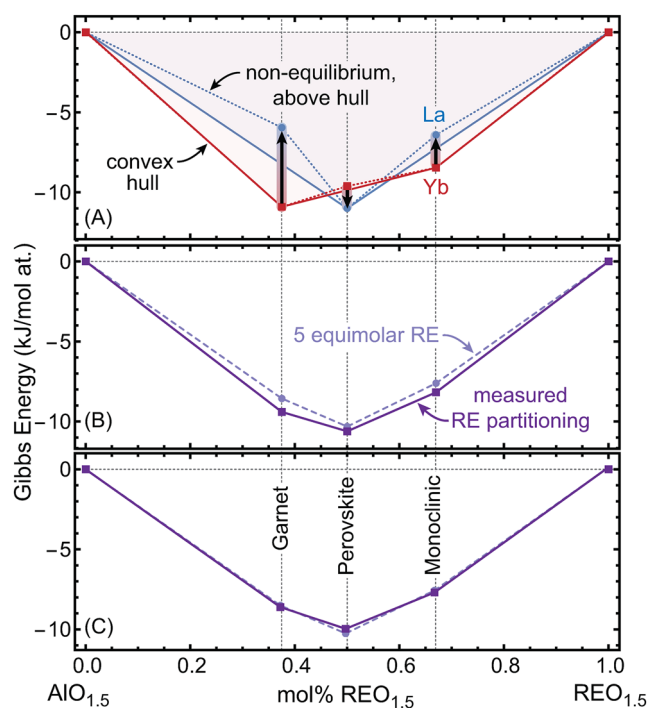 0
non-equilibrium,
above hull
La
−5
convex
hull
−10
Yb
(A)
0
5 equimolar RE
−5
measured
RE partitioning
−10
(B)
Gibbs Energy (kJ/mol at.)
0
Garnet
Perovskite
Monoclinic
−5
−10
(C)
0.0 0.2 0.4 0.6 0.8 1.0
AlO1.5 mol% REO1.5 REO1.5